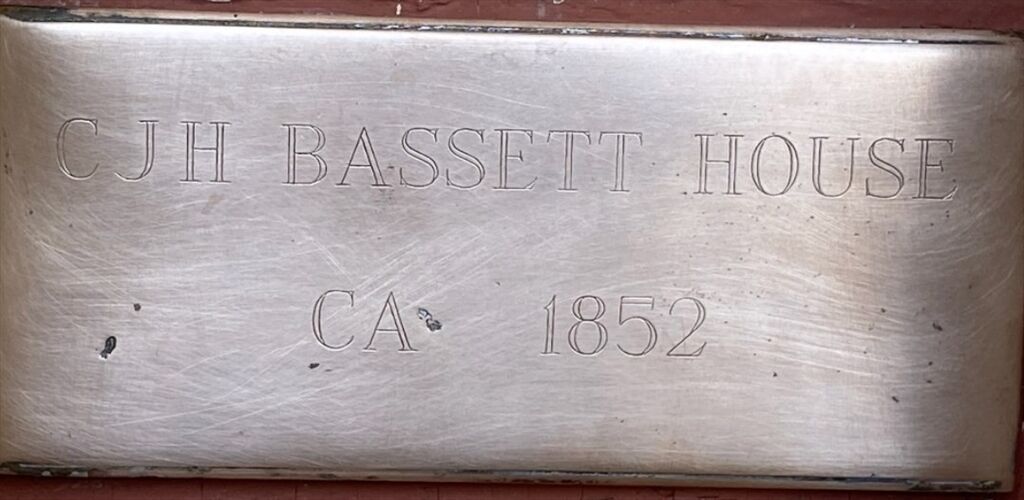 CJH BASSETT HOUSE
CA 1852